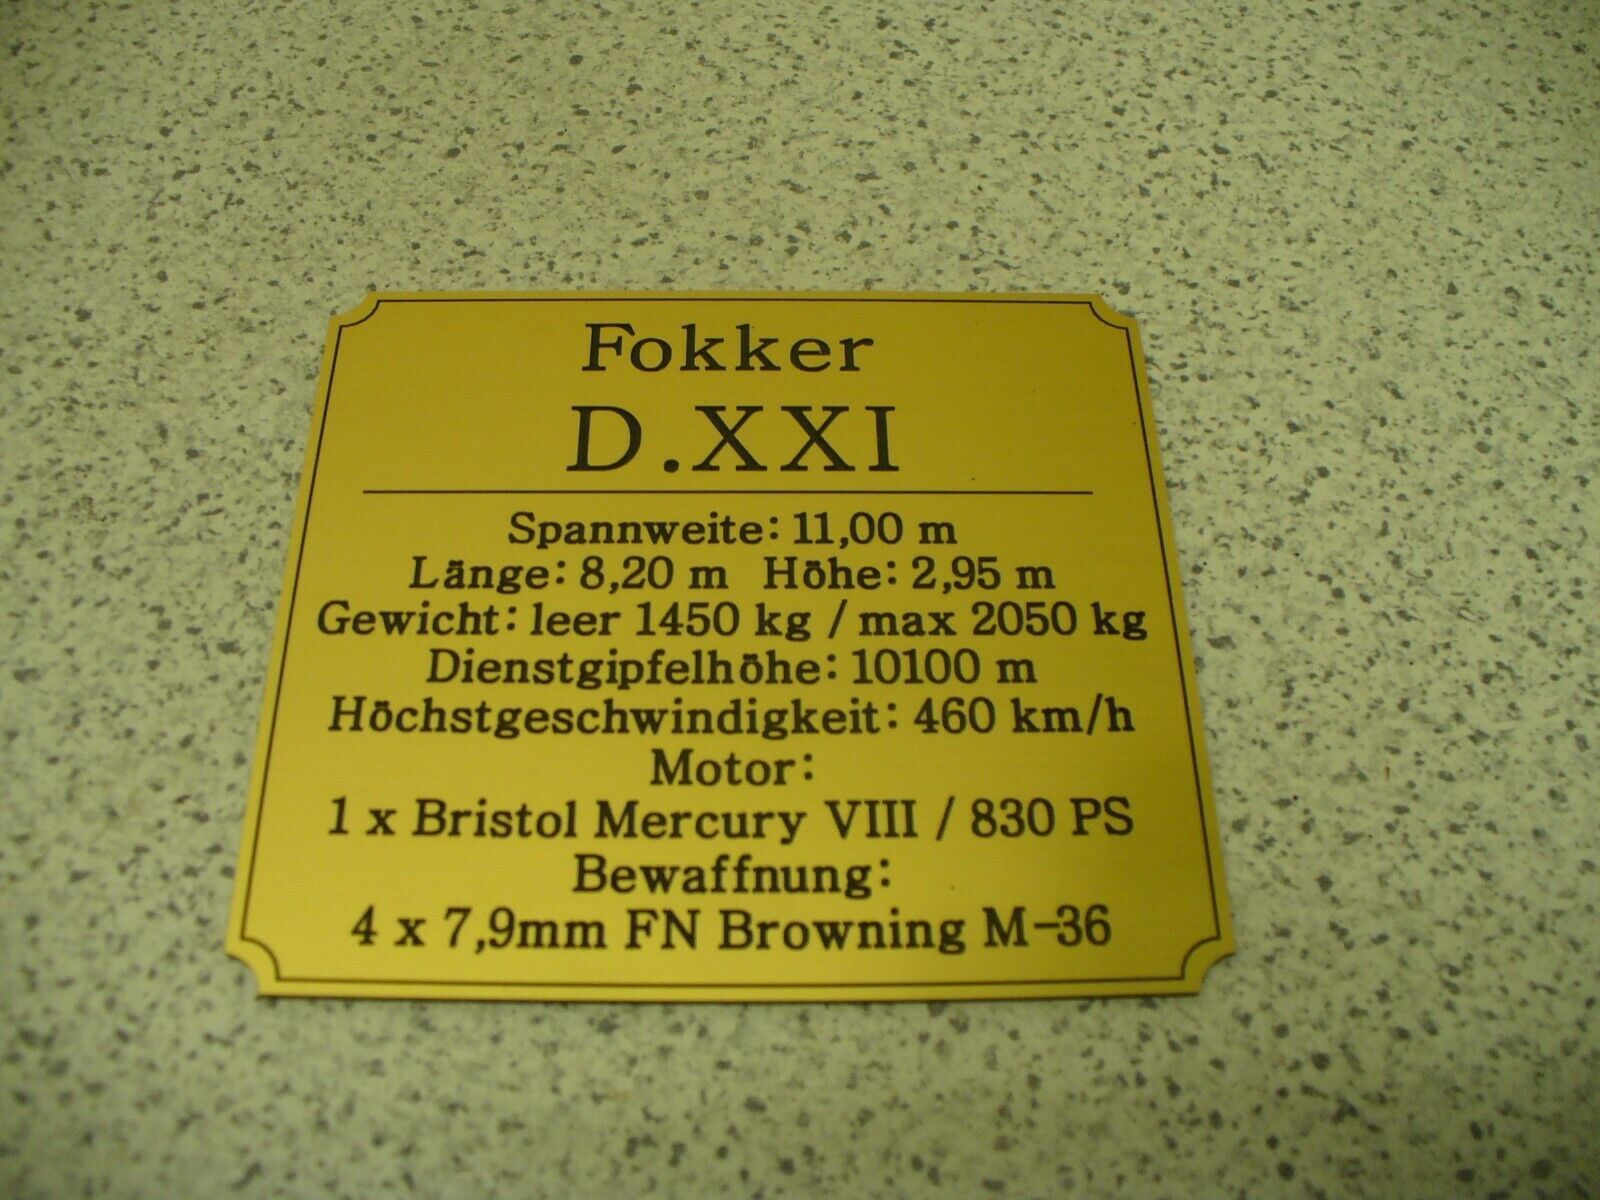 Fokker
D.XXI
Spannweite: 11,00 m
Länge: 8,20 m Höhe: 2,95 m
Gewicht: leer 1450 kg / max 2050 kg
Dienstgipfelhöhe: 10100 m
Höchstgeschwindigkeit: 460 km/h
Motor:
1 x Bristol Mercury VIII / 830 PS
Bewaffnung:
4 x 7,9mm FN Browning M-36